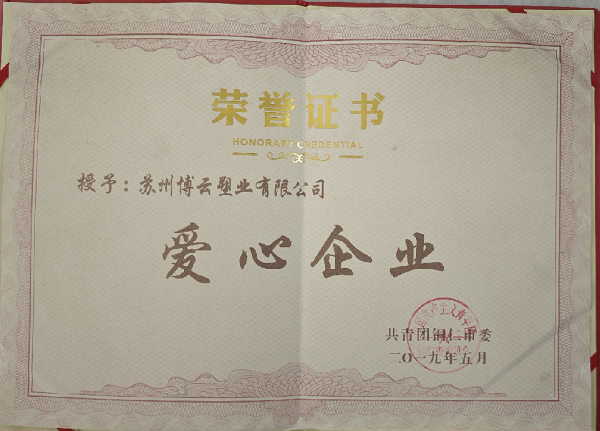 荣誉证书
HONORARY CREDENTIAL
授予：苏州博云塑业有限公司
爱心企业
共青团铜仁市委
二〇一九年五月